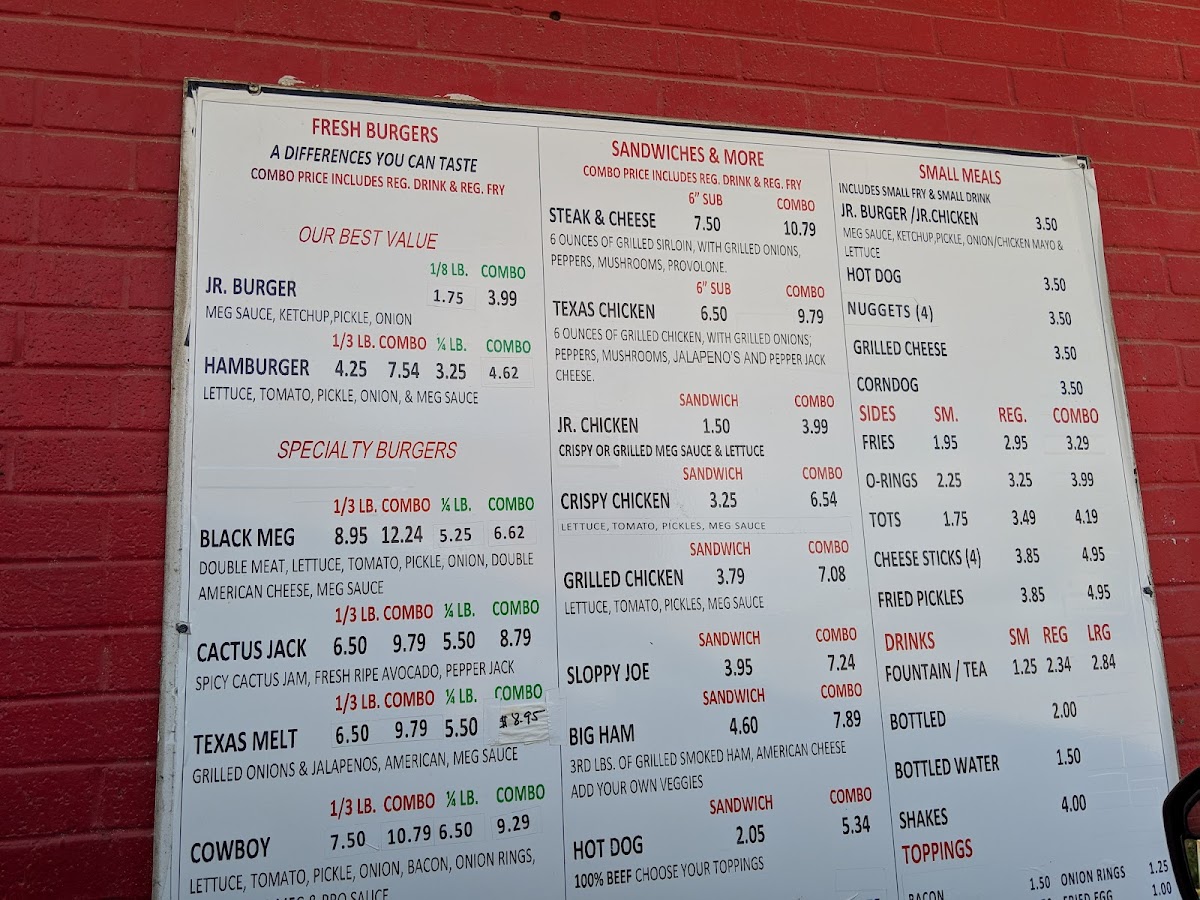 FRESH BURGERS
A DIFFERENCES YOU CAN TASTE
COMBO PRICE INCLUDES REG. DRINK & REG. FRY
OUR BEST VALUE
1/8 LB. COMBO
JR. BURGER 1.75 3.99
MEG SAUCE, KETCHUP,PICKLE, ONION
1/3 LB. COMBO ¼ LB. COMBO
HAMBURGER 4.25 7.54 3.25 4.62
LETTUCE, TOMATO, PICKLE, ONION, & MEG SAUCE
SPECIALTY BURGERS
1/3 LB. COMBO ¼ LB. COMBO
BLACK MEG 8.95 12.24 5.25 6.62
DOUBLE MEAT, LETTUCE, TOMATO, PICKLE, ONION, DOUBLE
AMERICAN CHEESE, MEG SAUCE
1/3 LB. COMBO ¼ LB. COMBO
CACTUS JACK 6.50 9.79 5.50 8.79
SPICY CACTUS JAM, FRESH RIPE AVOCADO, PEPPER JACK
1/3 LB. COMBO ¼ LB. COMBO
TEXAS MELT 6.50 9.79 5.50 $8.95
GRILLED ONIONS & JALAPENOS, AMERICAN, MEG SAUCE
1/3 LB. COMBO ¼ LB. COMBO
COWBOY 7.50 10.79 6.50 9.29
LETTUCE, TOMATO, PICKLE, ONION, BACON, ONION RINGS,
MEG & BBQ SAUCE
SANDWICHES & MORE
COMBO PRICE INCLUDES REG. DRINK & REG. FRY
6" SUB COMBO
STEAK & CHEESE 7.50 10.79
6 OUNCES OF GRILLED SIRLOIN, WITH GRILLED ONIONS,
PEPPERS, MUSHROOMS, PROVOLONE.
6" SUB COMBO
TEXAS CHICKEN 6.50 9.79
6 OUNCES OF GRILLED CHICKEN, WITH GRILLED ONIONS;
PEPPERS, MUSHROOMS, JALAPENO'S AND PEPPER JACK
CHEESE.
SANDWICH COMBO
JR. CHICKEN 1.50 3.99
CRISPY OR GRILLED MEG SAUCE & LETTUCE
SANDWICH COMBO
CRISPY CHICKEN 3.25 6.54
LETTUCE, TOMATO, PICKLES, MEG SAUCE
SANDWICH COMBO
GRILLED CHICKEN 3.79 7.08
LETTUCE, TOMATO, PICKLES, MEG SAUCE
SANDWICH COMBO
SLOPPY JOE 3.95 7.24
SANDWICH COMBO
BIG HAM 4.60 7.89
3RD LBS. OF GRILLED SMOKED HAM, AMERICAN CHEESE
ADD YOUR OWN VEGGIES
SANDWICH COMBO
HOT DOG 2.05 5.34
100% BEEF CHOOSE YOUR TOPPINGS
SMALL MEALS
INCLUDES SMALL FRY & SMALL DRINK
JR. BURGER /JR.CHICKEN 3.50
MEG SAUCE, KETCHUP,PICKLE, ONION/CHICKEN MAYO &
LETTUCE
HOT DOG 3.50
NUGGETS (4) 3.50
GRILLED CHEESE 3.50
CORNDOG 3.50
SIDES SM. REG. COMBO
FRIES 1.95 2.95 3.29
O-RINGS 2.25 3.25 3.99
TOTS 1.75 3.49 4.19
CHEESE STICKS (4) 3.85 4.95
FRIED PICKLES 3.85 4.95
DRINKS SM REG LRG
FOUNTAIN / TEA 1.25 2.34 2.84
BOTTLED 2.00
BOTTLED WATER 1.50
SHAKES 4.00
TOPPINGS
BACON 1.50 ONION RINGS 1.25
FRIED EGG 1.00